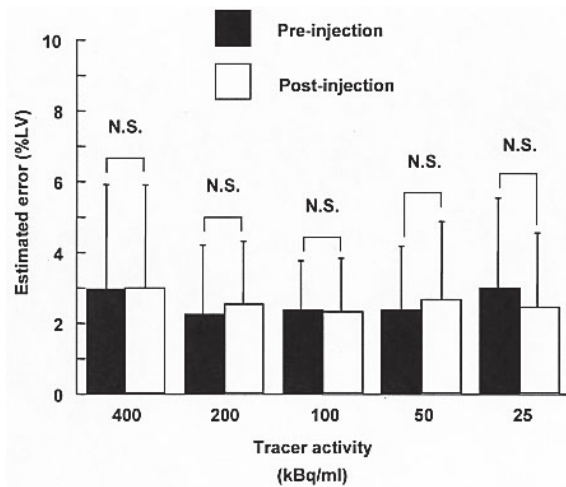 Pre-injection
Post-injection
Estimated error (%LV)
10
8
6
4
2
0
N.S.
N.S.
N.S.
N.S.
N.S.
400 200 100 50 25
Tracer activity
(kBq/ml)